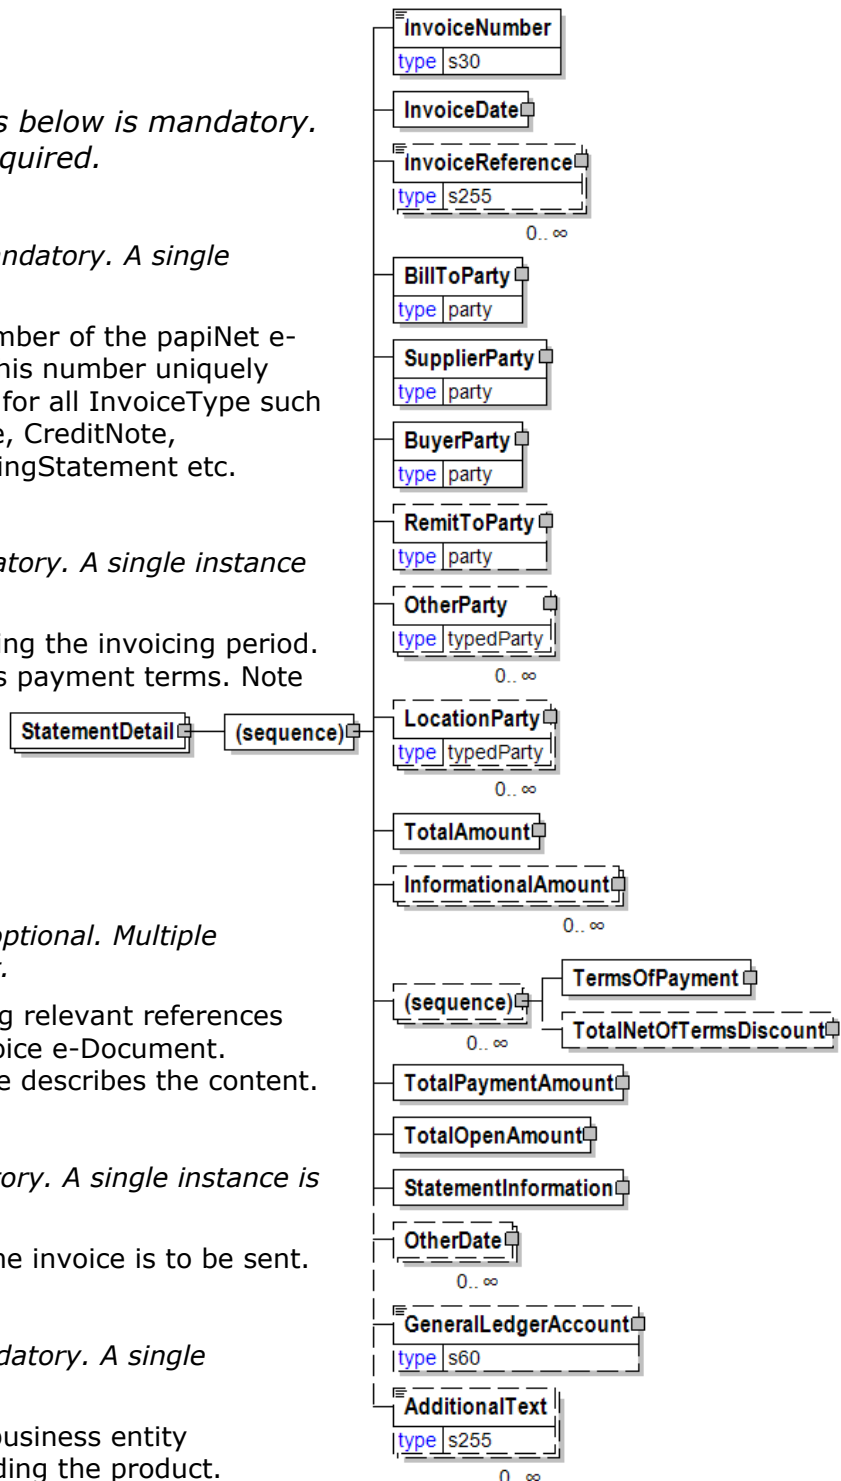 s below is mandatory.
quired.
ndatory. A single
mber of the papiNet e-
his number uniquely
for all InvoiceType such
e, CreditNote,
ingStatement etc.
atory. A single instance
ing the invoicing period.
s payment terms. Note
optional. Multiple
.
g relevant references
oice e-Document.
e describes the content.
ory. A single instance is
he invoice is to be sent.
datory. A single
business entity
ding the product.
StatementDetail
(sequence)
InvoiceNumber
type s30
InvoiceDate
InvoiceReference
type s255
0.. ∞
BillToParty
type party
SupplierParty
type party
BuyerParty
type party
RemitToParty
type party
OtherParty
type typedParty
0.. ∞
LocationParty
type typedParty
0.. ∞
TotalAmount
InformationalAmount
0.. ∞
(sequence)
0.. ∞
TermsOfPayment
TotalNetOfTermsDiscount
TotalPaymentAmount
TotalOpenAmount
StatementInformation
OtherDate
0.. ∞
GeneralLedgerAccount
type s60
AdditionalText
type s255
0.. ∞